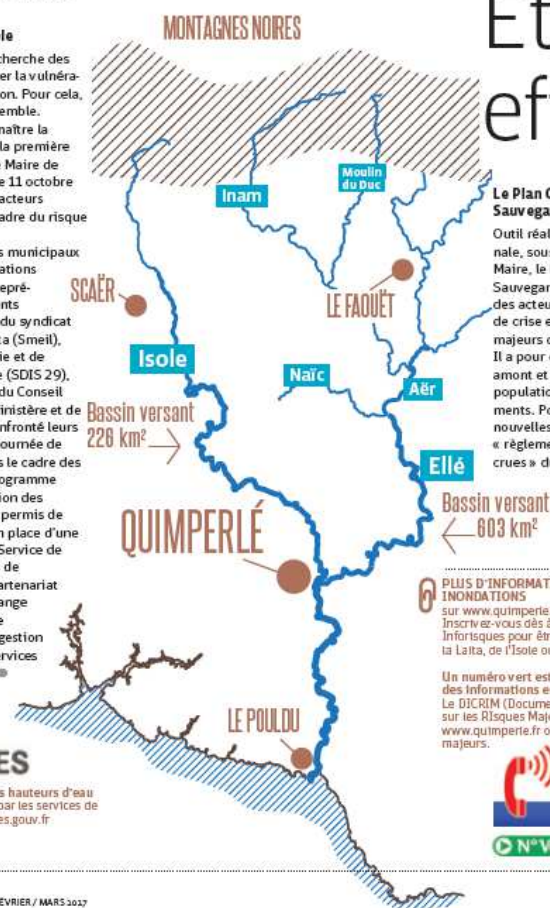 MONTAGNES NOIRES
Inam
Moulin
du Duc
SCAËR
LE FAOUËT
Isole
Naïc
Aër
Ellé
Bassin versant
226 km²
QUIMPERLÉ
Bassin versant
603 km²
LE POULDU
le
cherche des
er la vulnéra-
on. Pour cela,
emble.
naître la
la première
Maire de
e 11 octobre
acteurs
adre du risque
s municipaux
ations
epré-
nts
du syndicat
ta (Smeil),
ie et de
e (SDIS 29),
du Conseil
inistère et de
nfronté leurs
ournée de
s le cadre des
ogramme
ion des
permis de
n place d'une
Service de
de
artenariat
ange
e
gestion
rvices
ES
s hauteurs d'eau
par les services de
es.gouv.fr
ÉVRIER / MARS 2017
Et
eff
Le Plan
Sauvega
Outil réal
nale, sous
Maire, le
Sauvegar
des acteu
de crise e
majeurs d
Il a pour
amont et
populatio
ments. Po
nouvelles
« règleme
crues » d
PLUS D'INFORMAT
INONDATIONS
sur www.quimperle
Inscrivez-vous dès à
Inforisques pour êtr
la Laïta, de l'Isole ou
Un numéro vert est
des informations e
Le DICRIM (Docume
sur les RIsques Maj
www.quimperle.fr o
majeurs.
N°V